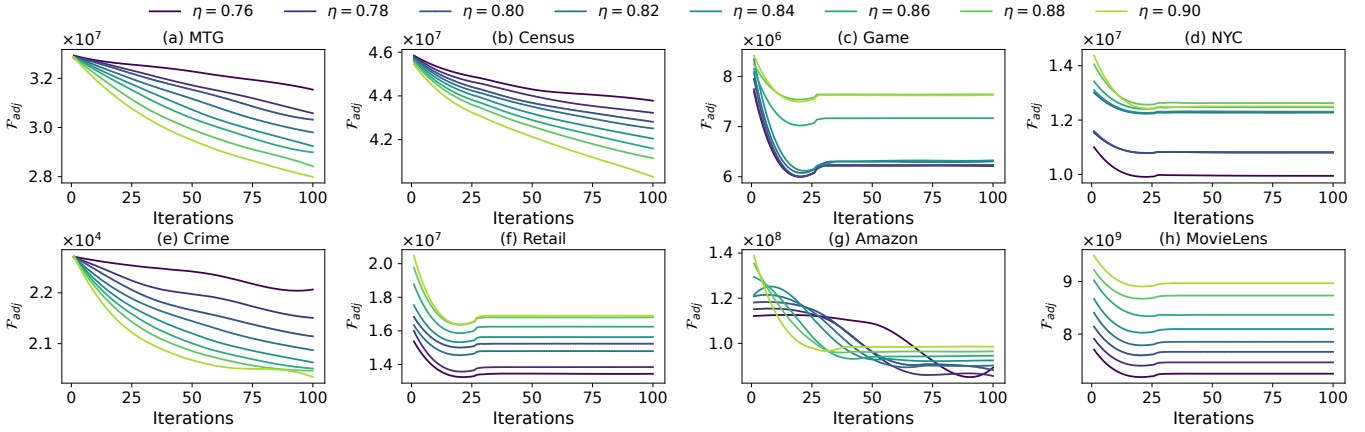 η = 0.76 η = 0.78 η = 0.80 η = 0.82 η = 0.84 η = 0.86 η = 0.88 η = 0.90
×10⁷ (a) MTG ×10⁷ (b) Census ×10⁶ (c) Game ×10⁷ (d) NYC
3.2 3.0 2.8
4.6 4.4 4.2
8 7 6
1.4 1.2 1.0
ℱadj ℱadj ℱadj ℱadj
0 25 50 75 100 0 25 50 75 100 0 25 50 75 100 0 25 50 75 100
Iterations Iterations Iterations Iterations
×10⁴ (e) Crime ×10⁷ (f) Retail ×10⁸ (g) Amazon ×10⁹ (h) MovieLens
2.2 2.1
2.0 1.8 1.6 1.4
1.4 1.2 1.0
9 8
ℱadj ℱadj ℱadj ℱadj
0 25 50 75 100 0 25 50 75 100 0 25 50 75 100 0 25 50 75 100
Iterations Iterations Iterations Iterations